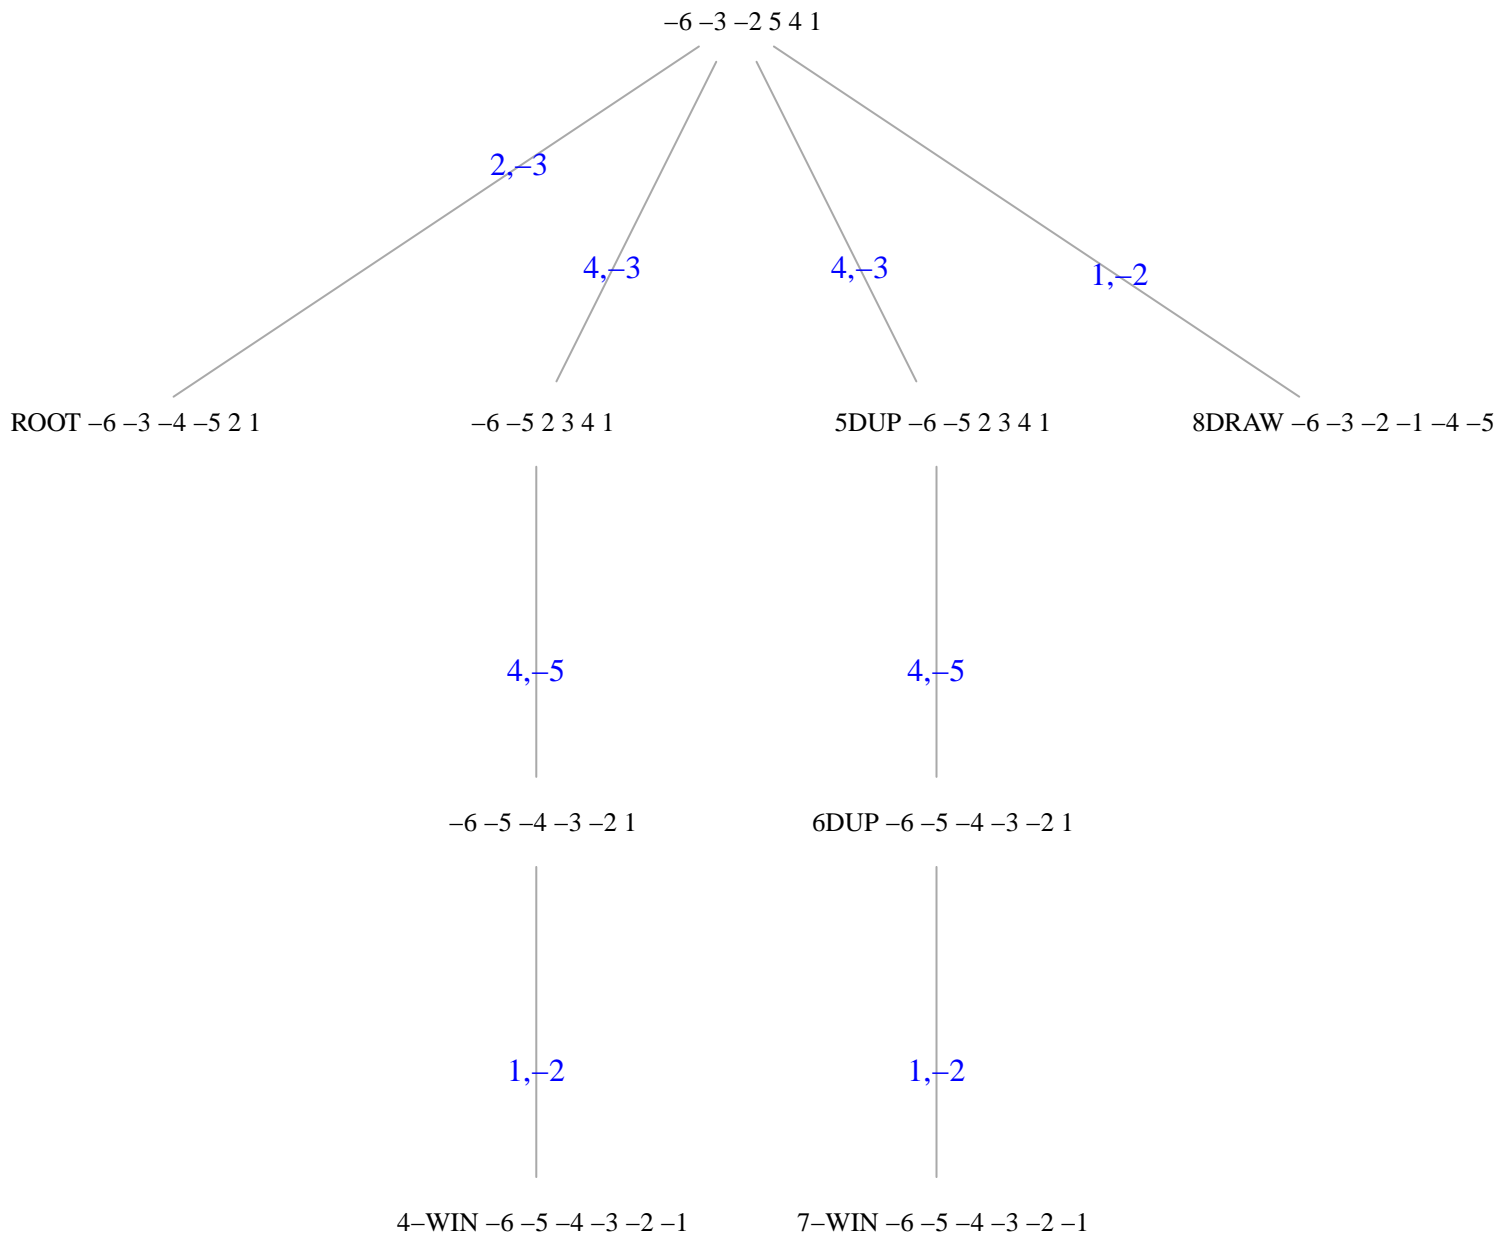 –6 –3 –2 5 4 1
2,–3
4,–3
4,–3
1,–2
ROOT –6 –3 –4 –5 2 1
–6 –5 2 3 4 1
5DUP –6 –5 2 3 4 1
8DRAW –6 –3 –2 –1 –4 –5
4,–5
4,–5
–6 –5 –4 –3 –2 1
6DUP –6 –5 –4 –3 –2 1
1,–2
1,–2
4–WIN –6 –5 –4 –3 –2 –1
7–WIN –6 –5 –4 –3 –2 –1